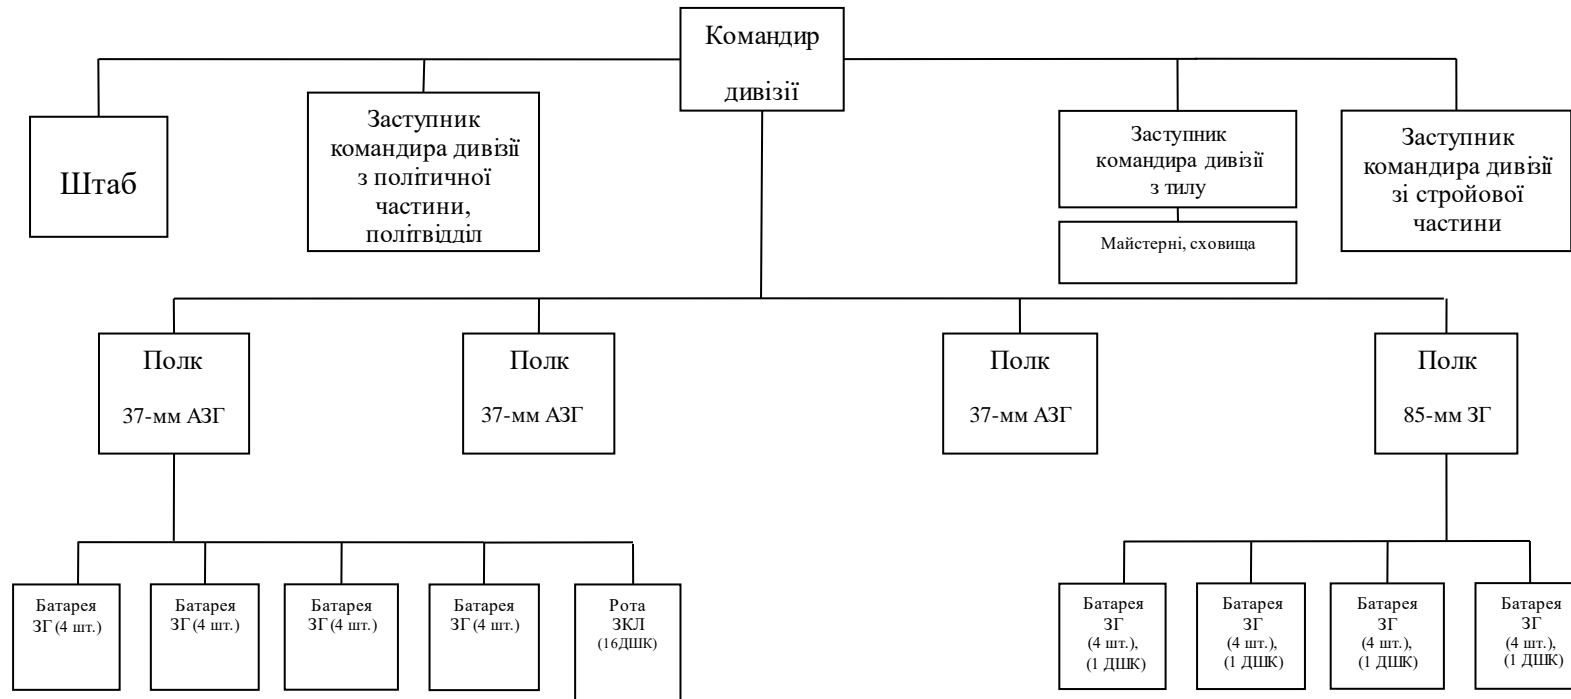 Командир
дивізії
Штаб
Заступник
командира дивізії
з політичної
частини,
політвідділ
Заступник
командира дивізії
з тилу
Майстерні, сховища
Заступник
командира дивізії
зі стройової
частини
Полк
37-мм АЗГ
Полк
37-мм АЗГ
Полк
37-мм АЗГ
Полк
85-мм ЗГ
Батарея
ЗГ (4 шт.)
Батарея
ЗГ (4 шт.)
Батарея
ЗГ (4 шт.)
Батарея
ЗГ (4 шт.)
Рота
ЗКЛ
(16ДШК)
Батарея
ЗГ
(4 шт.),
(1 ДШК)
Батарея
ЗГ
(4 шт.),
(1 ДШК)
Батарея
ЗГ
(4 шт.),
(1 ДШК)
Батарея
ЗГ
(4 шт.),
(1 ДШК)